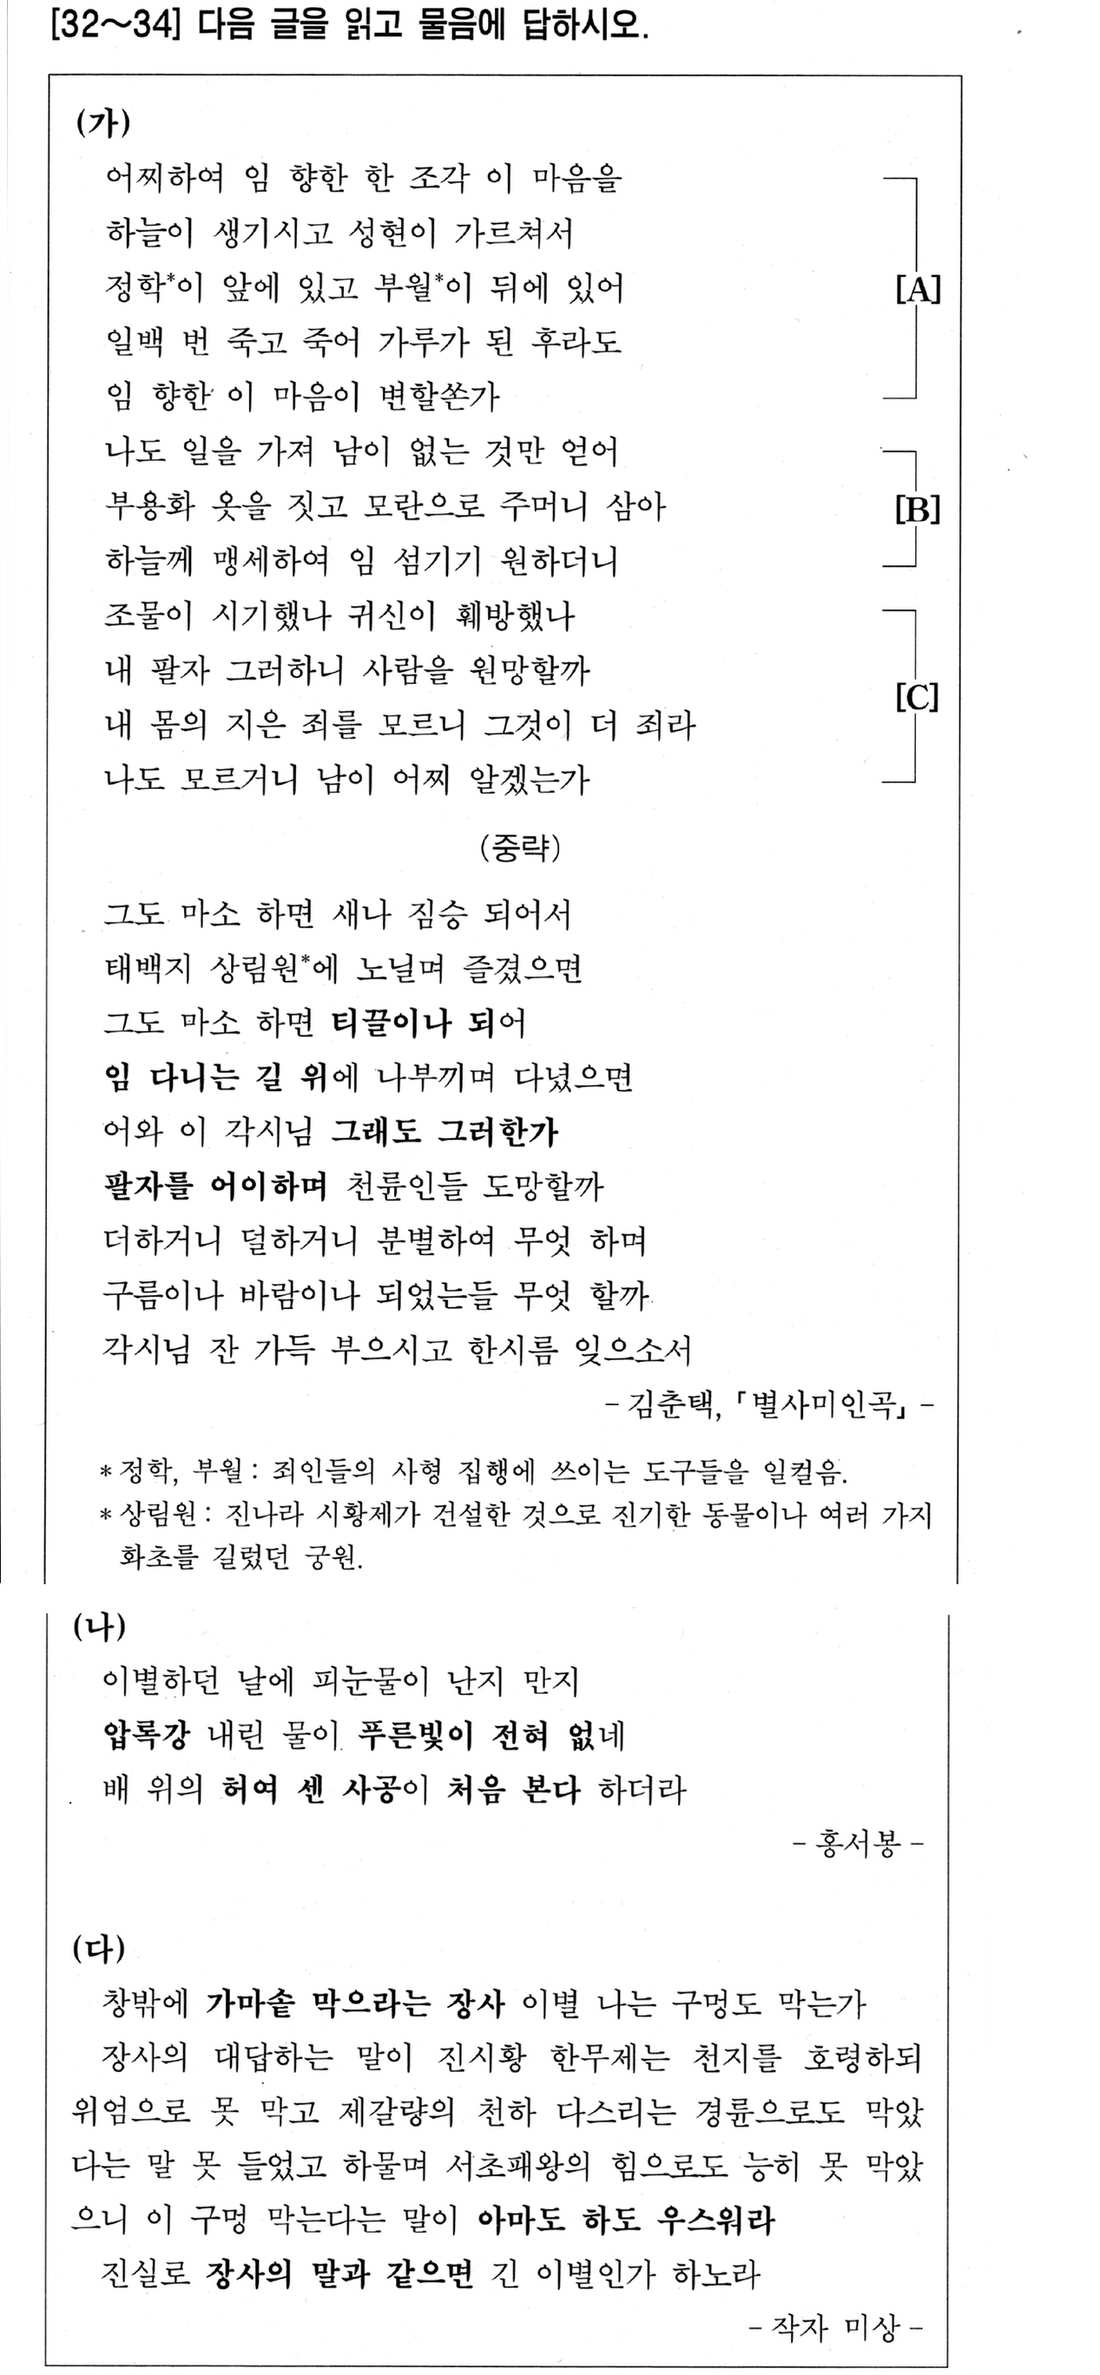 [32~34] 다음 글을 읽고 물음에 답하시오.
(가)
어찌하여 임 향한 한 조각 이 마음을
하늘이 생기시고 성현이 가르쳐서
정학*이 앞에 있고 부월*이 뒤에 있어
[A]
일백 번 죽고 죽어 가루가 된 후라도
임 향한 이 마음이 변할쏜가
나도 일을 가져 남이 없는 것만 얻어
부용화 옷을 짓고 모란으로 주머니 삼아
[B]
하늘께 맹세하여 임 섬기기 원하더니
조물이 시기했나 귀신이 훼방했나
내 팔자 그러하니 사람을 원망할까
[C]
내 몸의 지은 죄를 모르니 그것이 더 죄라
나도 모르거니 남이 어찌 알겠는가
(중략)
그도 마소 하면 새나 짐승 되어서
태백지 상림원*에 노닐며 즐겼으면
그도 마소 하면 티끌이나 되어
임 다니는 길 위에 나부끼며 다녔으면
어와 이 각시님 그래도 그러한가
팔자를 어이하며 천륜인들 도망할까
더하거니 덜하거니 분별하여 무엇 하며
구름이나 바람이나 되었는들 무엇 할까
각시님 잔 가득 부으시고 한시름 잊으소서
- 김춘택, 「별사미인곡」 -
* 정학, 부월 : 죄인들의 사형 집행에 쓰이는 도구들을 일컬음.
* 상림원 : 진나라 시황제가 건설한 것으로 진기한 동물이나 여러 가지
화초를 길렀던 궁원.
(나)
이별하던 날에 피눈물이 난지 만지
압록강 내린 물이 푸른빛이 전혀 없네
배 위의 허여 센 사공이 처음 본다 하더라
- 홍서봉 -
(다)
창밖에 가마솥 막으라는 장사 이별 나는 구멍도 막는가
장사의 대답하는 말이 진시황 한무제는 천지를 호령하되
위엄으로 못 막고 제갈량의 천하 다스리는 경륜으로도 막았
다는 말 못 들었고 하물며 서초패왕의 힘으로도 능히 못 막았
으니 이 구멍 막는다는 말이 아마도 하도 우스워라
진실로 장사의 말과 같으면 긴 이별인가 하노라
- 작자 미상 -